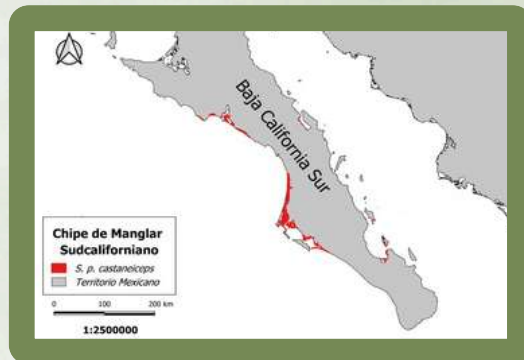 Baja California Sur
Chipe de Manglar
Sudcaliforniano
S. p. castaneiceps
Territorio Mexicano
0 100 200 km
1:2500000